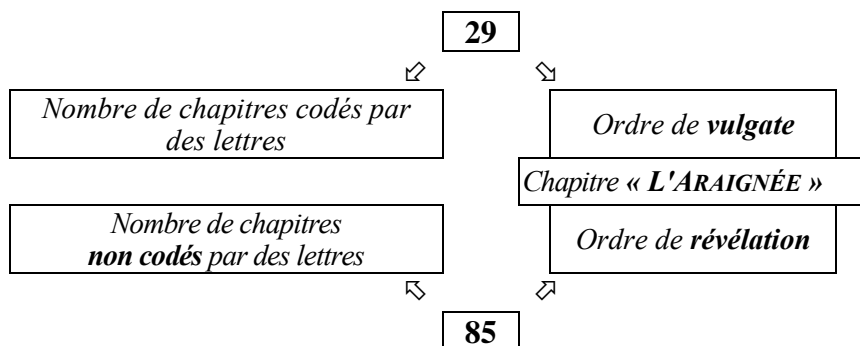 29
Nombre de chapitres codés par
des lettres
Ordre de vulgate
Chapitre « L'ARAIGNÉE »
Nombre de chapitres
non codés par des lettres
Ordre de révélation
85